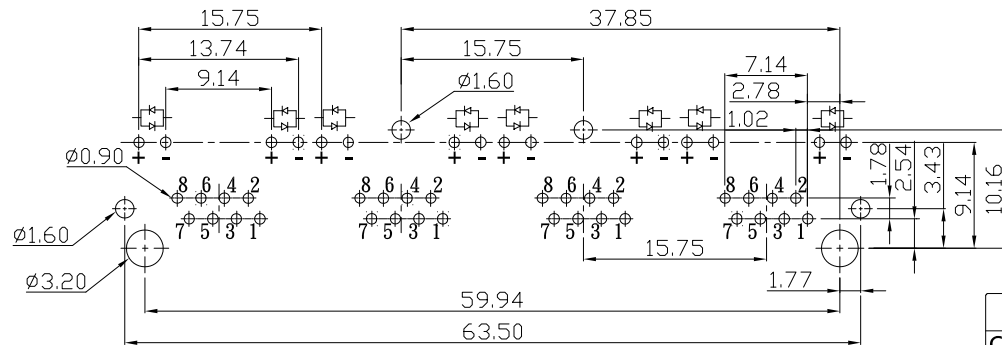 15.75
37.85
13.74
15.75
9.14
7.14
ø1.60
2.78
1.02
+ - + - + - + - + - + - + - + -
ø0.90
8 6 4 2 8 6 4 2 8 6 4 2 8 6 4 2
7 5 3 1 7 5 3 1 7 5 3 1 7 5 3 1
1.78
2.54
3.43
9.14
10.16
ø1.60
ø3.20
15.75
1.77
59.94
63.50